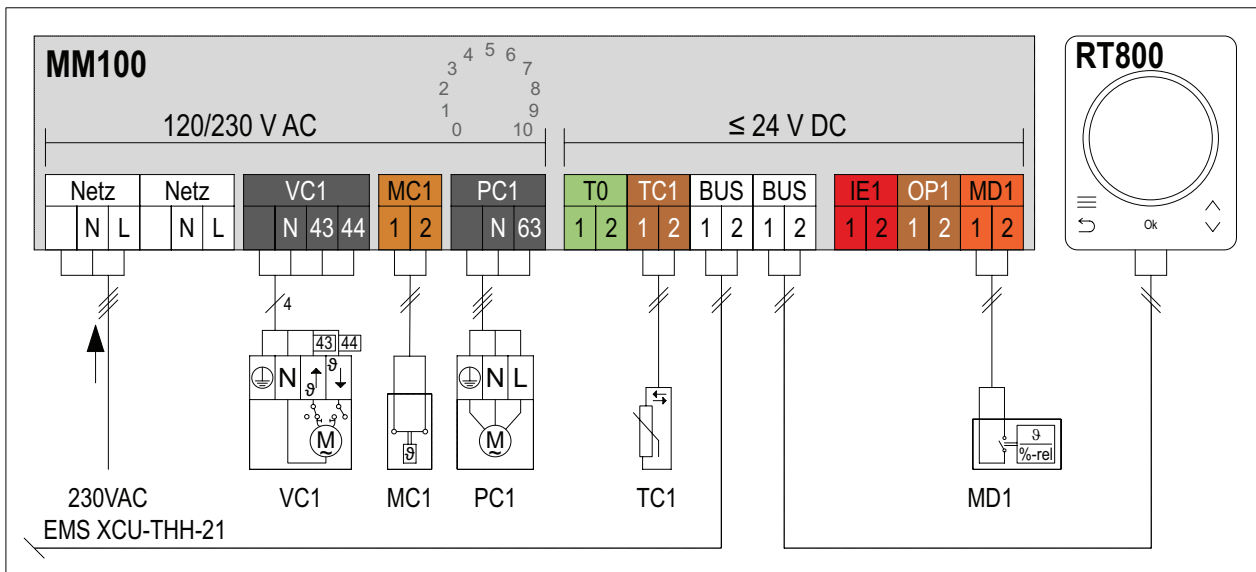 MM100
0 1 2 3 4 5 6 7 8 9 10
RT800
120/230 V AC
≤ 24 V DC
Netz Netz VC1 MC1 PC1 T0 TC1 BUS BUS IE1 OP1 MD1
N L N L N 43 44 1 2 N 63 1 2 1 2 1 2 1 2 1 2 1 2 1 2
Ok
4
43 44
N ϑ ϑ
N L
M ~
ϑ
M ~
ϑ
%-rel
230VAC VC1 MC1 PC1 TC1 MD1
EMS XCU-THH-21